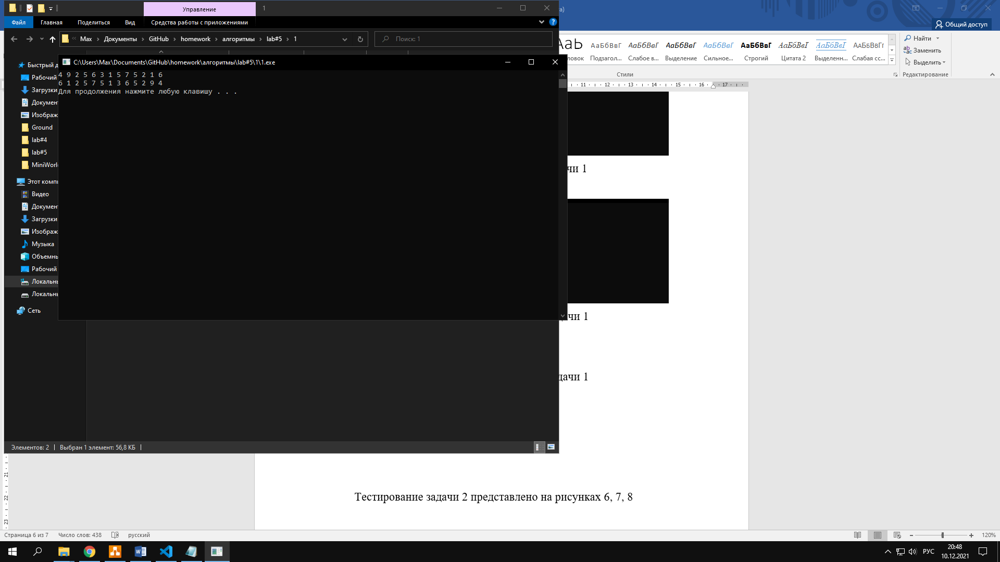 Управление
1
а)
Файл
Главная
Поделиться
Вид
Средства работы с приложениями
Общий доступ
Max
Документы
GitHub
homework
алгоритмы
lab#5
1
Поиск: 1
АаБбВвГ
АаБбВвГ
АаБбВвГ
АаБбВвГ
АаБбВвГ
АаБбВвГ
АаБбВвГ
ловок
Подзагол...
Слабое в...
Выделение
Сильное...
Строгий
Цитата 2
Выделенн...
Слабая сс...
Найти
Заменить
Выделить
Стили
Редактирование
11 12 13 14 15 16 17
C:\Users\Max\Documents\GitHub\homework\алгоритмы\lab#5\1\1.exe
4 9 2 5 6 3 1 5 7 5 2 1 6
6 1 2 5 7 5 1 3 6 5 2 9 4
Для продолжения нажмите любую клавишу . . .
Быстрый д
Рабочий
Загрузки
Докумен
Изображ
Ground
lab#4
lab#5
MiniWorl
Этот комп
Видео
Докумен
Загрузки
Изображ
Музыка
Объемны
Рабочий
Локальн
Локальн
Сеть
чи 1
чи 1
дачи 1
Элементов: 2
Выбран 1 элемент: 56,8 КБ
21
22
23
Тестирование задачи 2 представлено на рисунках 6, 7, 8
Страница 6 из 7
Число слов: 438
русский
120%
РУС
20:48
10.12.2021